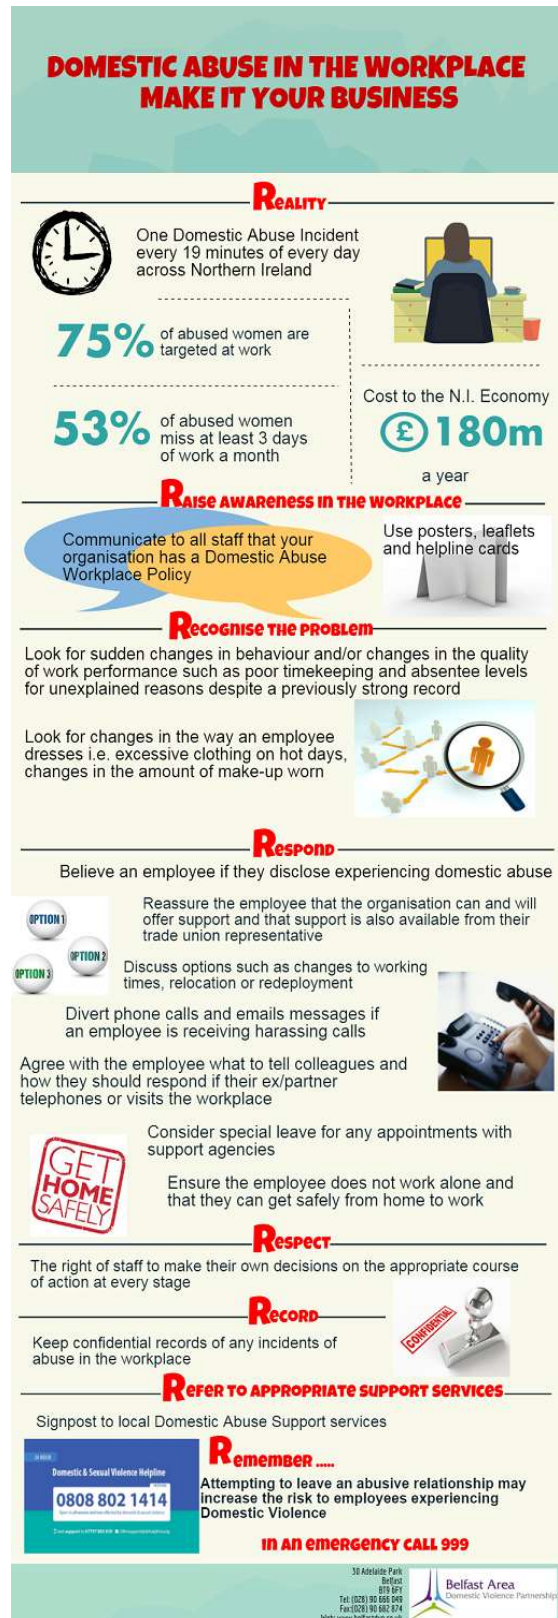 DOMESTIC ABUSE IN THE WORKPLACE
MAKE IT YOUR BUSINESS
REALITY
One Domestic Abuse Incident
every 19 minutes of every day
across Northern Ireland
75% of abused women are
targeted at work
53% of abused women
miss at least 3 days
of work a month
Cost to the N.I. Economy
£180m
a year
RAISE AWARENESS IN THE WORKPLACE
Communicate to all staff that your
organisation has a Domestic Abuse
Workplace Policy
Use posters, leaflets
and helpline cards
RECOGNISE THE PROBLEM
Look for sudden changes in behaviour and/or changes in the quality
of work performance such as poor timekeeping and absentee levels
for unexplained reasons despite a previously strong record
Look for changes in the way an employee
dresses i.e. excessive clothing on hot days,
changes in the amount of make-up worn
RESPOND
Believe an employee if they disclose experiencing domestic abuse
Reassure the employee that the organisation can and will
offer support and that support is also available from their
trade union representative
OPTION 1
OPTION 2
OPTION 3
Discuss options such as changes to working
times, relocation or redeployment
Divert phone calls and emails messages if
an employee is receiving harassing calls
Agree with the employee what to tell colleagues and
how they should respond if their ex/partner
telephones or visits the workplace
Consider special leave for any appointments with
support agencies
GET
HOME
SAFELY
Ensure the employee does not work alone and
that they can get safely from home to work
RESPECT
The right of staff to make their own decisions on the appropriate course
of action at every stage
RECORD
Keep confidential records of any incidents of
abuse in the workplace
CONFIDENTIAL
REFER TO APPROPRIATE SUPPORT SERVICES
Signpost to local Domestic Abuse Support services
24 HOUR
Domestic & Sexual Violence Helpline
0808 802 1414
REMEMBER .....
Attempting to leave an abusive relationship may
increase the risk to employees experiencing
Domestic Violence
IN AN EMERGENCY CALL 999
30 Adelaide Park
Belfast
BT9 6FY
Tel: (028) 90 666 049
Fax:(028) 90 682 874
Belfast Area
Domestic Violence Partnership